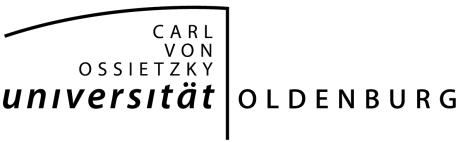 CARL
VON
OSSIETZKY
universität OLDENBURG